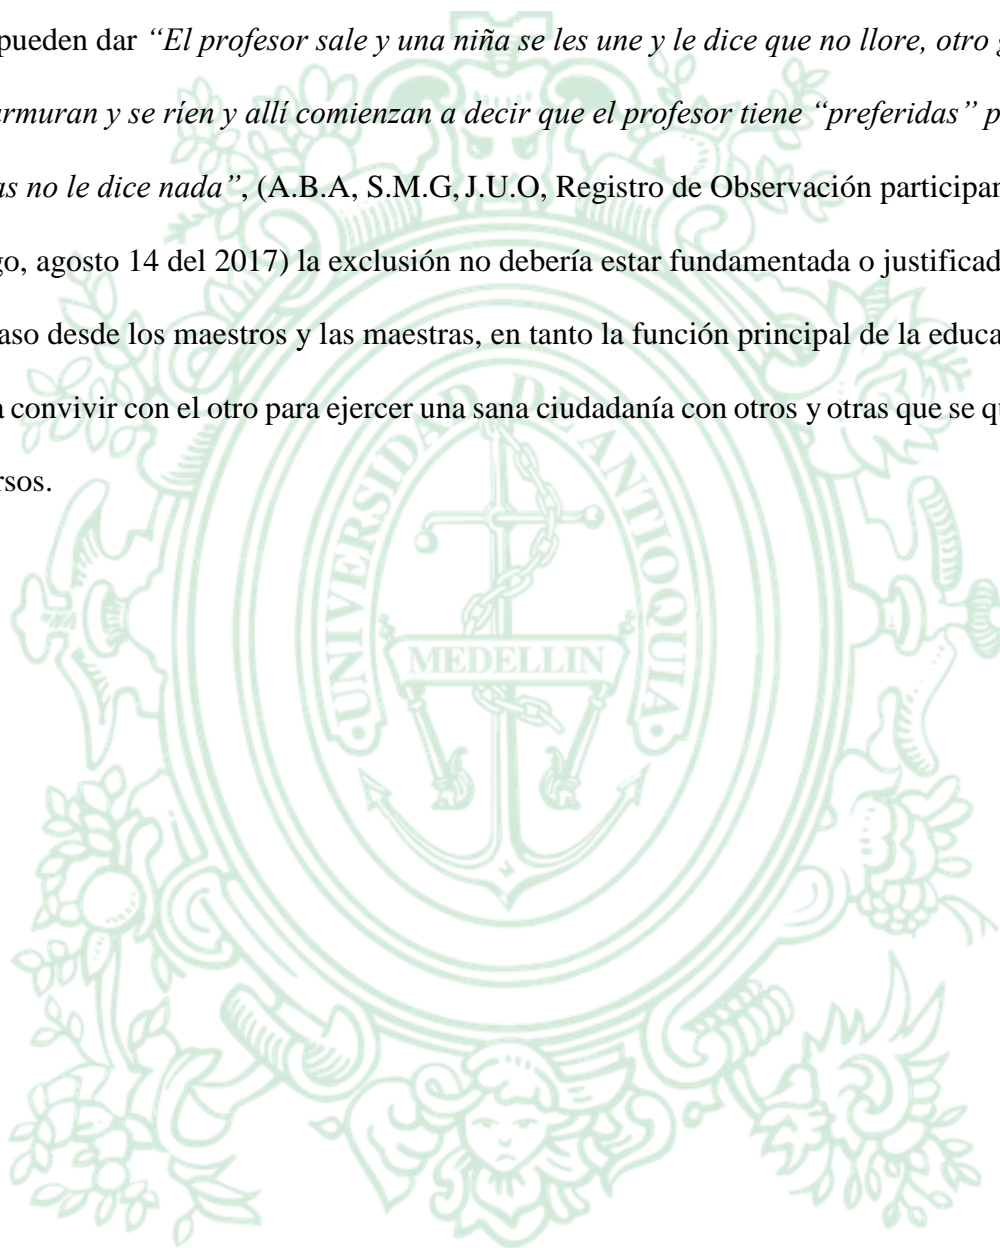 pueden dar “El profesor sale y una niña se les une y le dice que no llore, otro
armuran y se ríen y allí comienzan a decir que el profesor tiene “preferidas” p
as no le dice nada”, (A.B.A, S.M.G, J.U.O, Registro de Observación participan
go, agosto 14 del 2017) la exclusión no debería estar fundamentada o justificad
aso desde los maestros y las maestras, en tanto la función principal de la educa
a convivir con el otro para ejercer una sana ciudadanía con otros y otras que se qu
rsos.
UNIVERSIDAD DE ANTIOQUIA
MEDELLIN